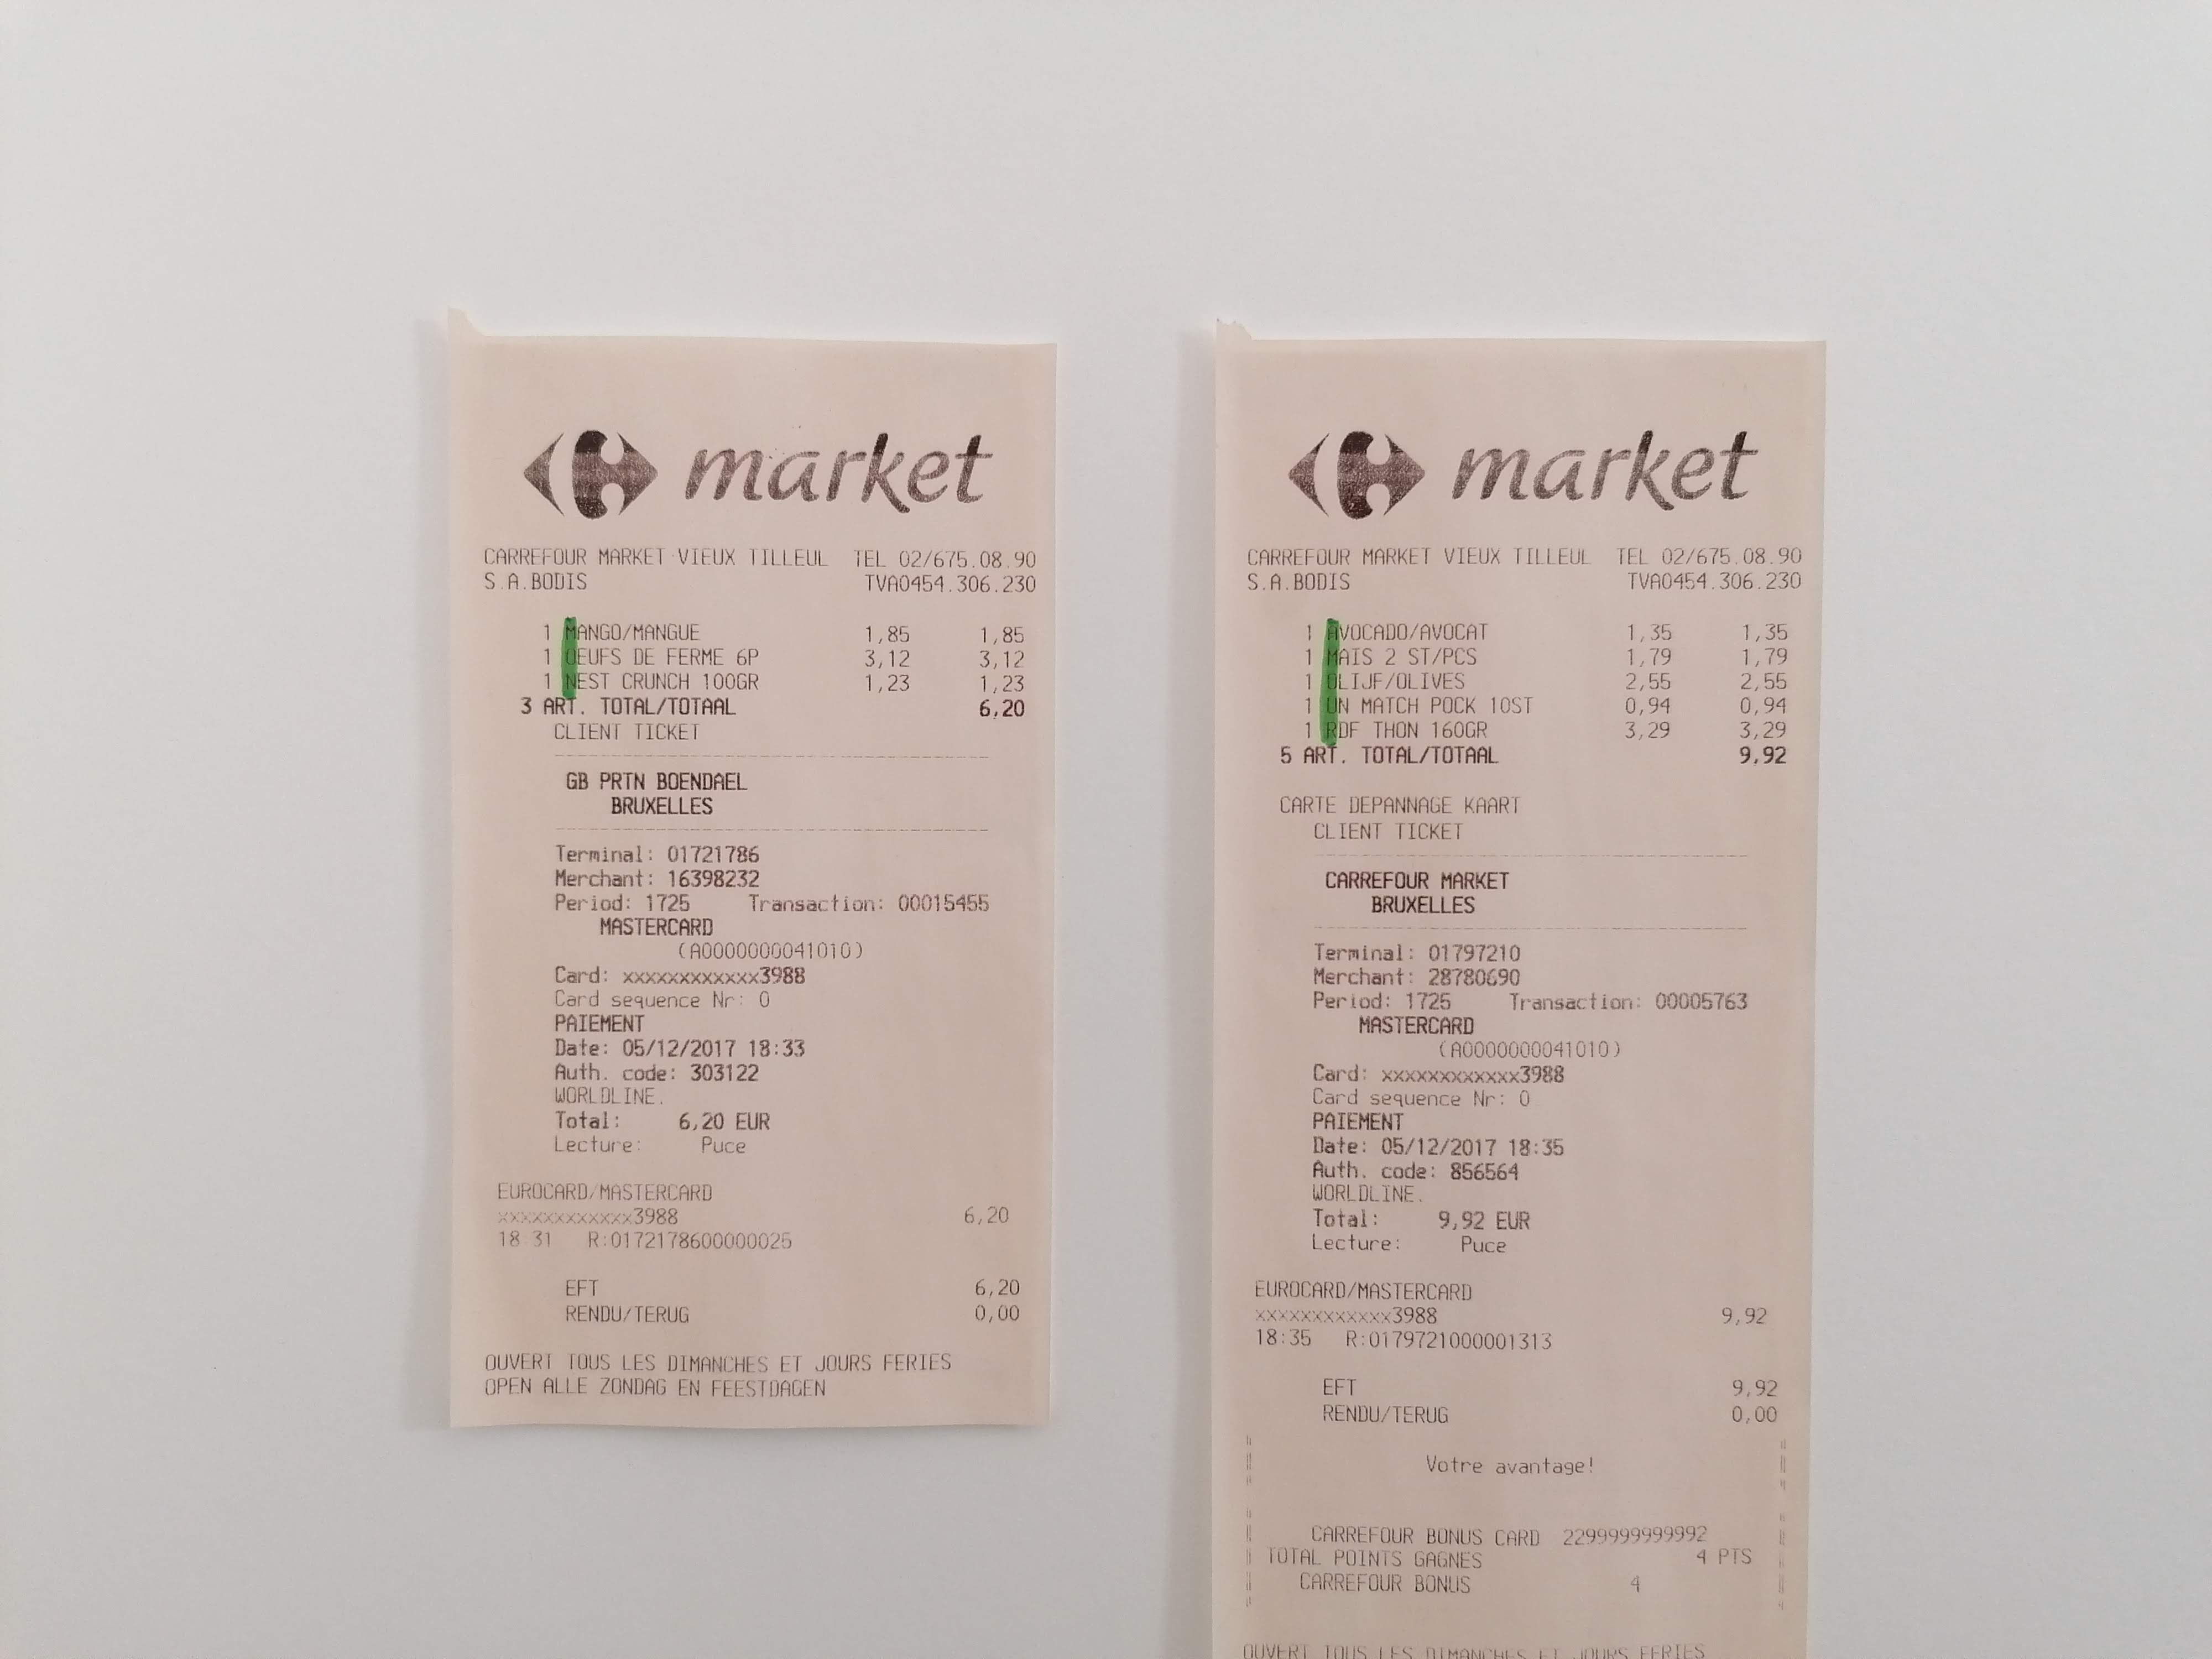 market
CARREFOUR MARKET VIEUX TILLEUL TEL 02/675.08.90
S.A.BODIS TVA0454.306.230
1 MANGO/MANGUE 1,85 1,85
1 OEUFS DE FERME 6P 3,12 3,12
1 NEST CRUNCH 100GR 1,23 1,23
3 ART. TOTAL/TOTAAL 6,20
CLIENT TICKET
GB PRTN BOENDAEL
BRUXELLES
Terminal: 01721786
Merchant: 16398232
Period: 1725 Transaction: 00015455
MASTERCARD
(A0000000041010)
Card: xxxxxxxxxxxx3988
Card sequence Nr: 0
PAIEMENT
Date: 05/12/2017 18:33
Auth. code: 303122
WORLDLINE.
Total: 6,20 EUR
Lecture: Puce
EUROCARD/MASTERCARD
xxxxxxxxxxxx3988 6,20
18:31 R:0172178600000025
EFT 6,20
RENDU/TERUG 0,00
OUVERT TOUS LES DIMANCHES ET JOURS FERIES
OPEN ALLE ZONDAG EN FEESTDAGEN
market
CARREFOUR MARKET VIEUX TILLEUL TEL 02/675.08.90
S.A.BODIS TVA0454.306.230
1 AVOCADO/AVOCAT 1,35 1,35
1 MAIS 2 ST/PCS 1,79 1,79
1 OLIJF/OLIVES 2,55 2,55
1 UN MATCH POCK 10ST 0,94 0,94
1 RDF THON 160GR 3,29 3,29
5 ART. TOTAL/TOTAAL 9,92
CARTE DEPANNAGE KAART
CLIENT TICKET
CARREFOUR MARKET
BRUXELLES
Terminal: 01797210
Merchant: 28780690
Period: 1725 Transaction: 00005763
MASTERCARD
(A0000000041010)
Card: xxxxxxxxxxxx3988
Card sequence Nr: 0
PAIEMENT
Date: 05/12/2017 18:35
Auth. code: 856564
WORLDLINE.
Total: 9,92 EUR
Lecture: Puce
EUROCARD/MASTERCARD
xxxxxxxxxxxx3988 9,92
18:35 R:0179721000001313
EFT 9,92
RENDU/TERUG 0,00
Votre avantage!
CARREFOUR BONUS CARD 2299999999992
TOTAL POINTS GAGNES 4 PTS
CARREFOUR BONUS 4
OUVERT TOUS LES DIMANCHES ET JOURS FERIES